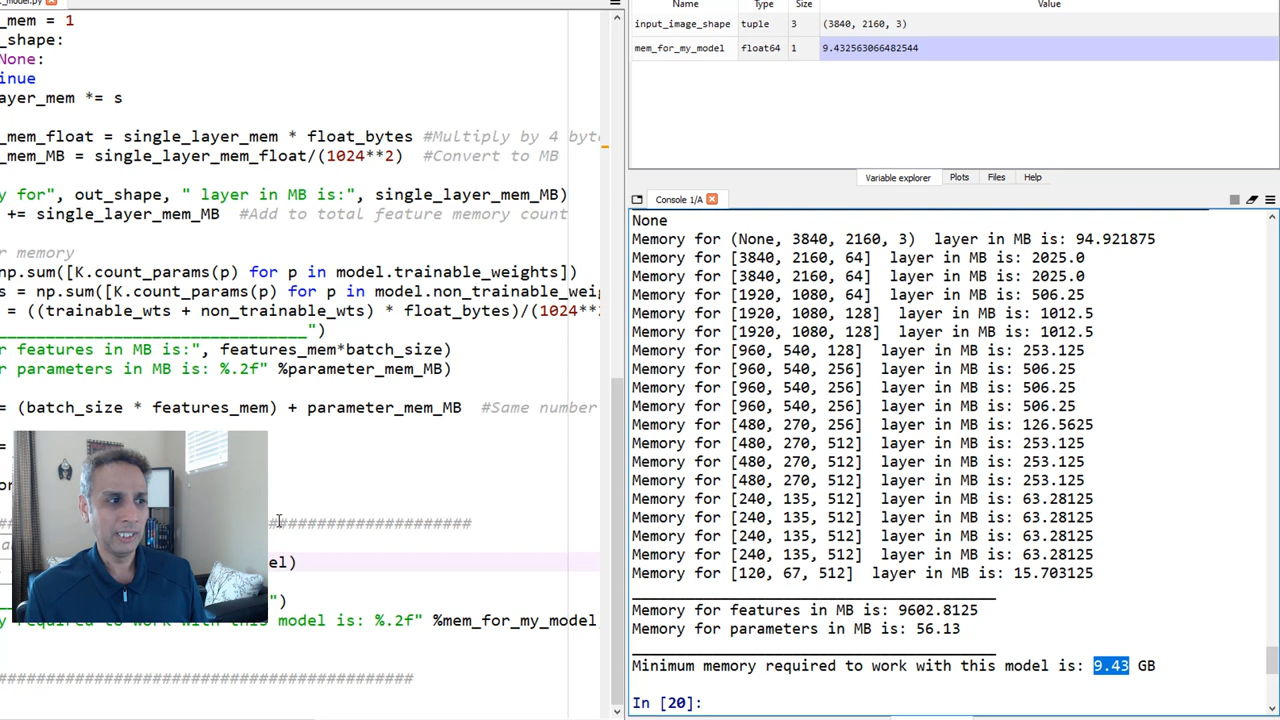 _model.py
_mem = 1
_shape:
None:
inue
ayer_mem *= s
_mem_float = single_layer_mem * float_bytes #Multiply by 4 byt
_mem_MB = single_layer_mem_float/(1024**2) #Convert to MB
y for", out_shape, " layer in MB is:", single_layer_mem_MB)
+= single_layer_mem_MB #Add to total feature memory count
r memory
np.sum([K.count_params(p) for p in model.trainable_weights])
s = np.sum([K.count_params(p) for p in model.non_trainable_wei
= ((trainable_wts + non_trainable_wts) * float_bytes)/(1024**
______________________________")
r features in MB is:", features_mem*batch_size)
r parameters in MB is: %.2f" %parameter_mem_MB)
= (batch_size * features_mem) + parameter_mem_MB #Same number
=
or
#####################
el)
")
y required to work with this model is: %.2f" %mem_for_my_model
##########################################
Name Type Size Value
input_image_shape tuple 3 (3840, 2160, 3)
mem_for_my_model float64 1 9.432563066482544
Variable explorer Plots Files Help
Console 1/A
None
Memory for (None, 3840, 2160, 3) layer in MB is: 94.921875
Memory for [3840, 2160, 64] layer in MB is: 2025.0
Memory for [3840, 2160, 64] layer in MB is: 2025.0
Memory for [1920, 1080, 64] layer in MB is: 506.25
Memory for [1920, 1080, 128] layer in MB is: 1012.5
Memory for [1920, 1080, 128] layer in MB is: 1012.5
Memory for [960, 540, 128] layer in MB is: 253.125
Memory for [960, 540, 256] layer in MB is: 506.25
Memory for [960, 540, 256] layer in MB is: 506.25
Memory for [960, 540, 256] layer in MB is: 506.25
Memory for [480, 270, 256] layer in MB is: 126.5625
Memory for [480, 270, 512] layer in MB is: 253.125
Memory for [480, 270, 512] layer in MB is: 253.125
Memory for [480, 270, 512] layer in MB is: 253.125
Memory for [240, 135, 512] layer in MB is: 63.28125
Memory for [240, 135, 512] layer in MB is: 63.28125
Memory for [240, 135, 512] layer in MB is: 63.28125
Memory for [240, 135, 512] layer in MB is: 63.28125
Memory for [120, 67, 512] layer in MB is: 15.703125
________________________________
Memory for features in MB is: 9602.8125
Memory for parameters in MB is: 56.13
________________________________
Minimum memory required to work with this model is: 9.43 GB
In [20]: